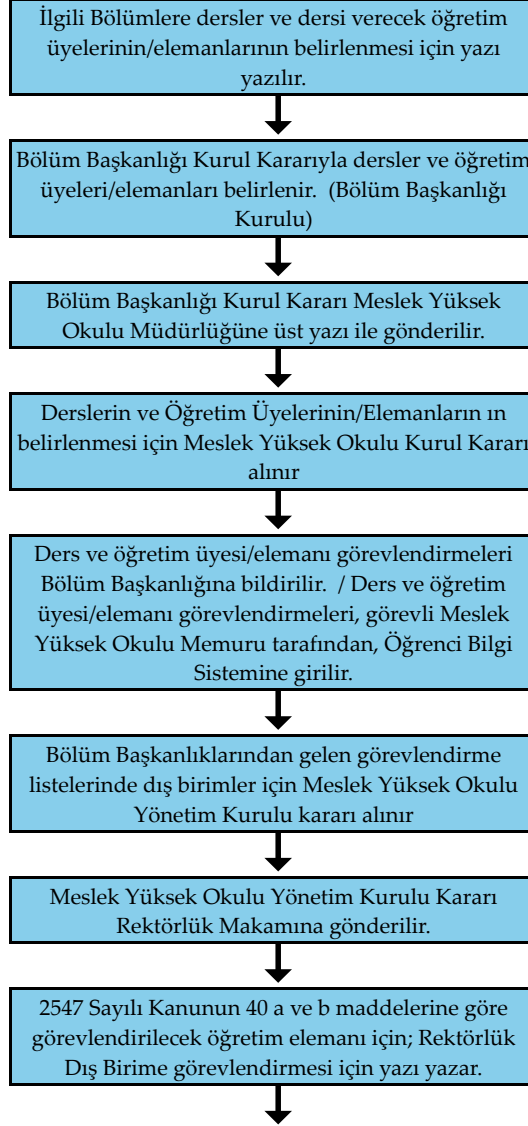 İlgili Bölümlere dersler ve dersi verecek öğretim
üyelerinin/elemanlarının belirlenmesi için yazı
yazılır.
Bölüm Başkanlığı Kurul Kararıyla dersler ve öğretim
üyeleri/elemanları belirlenir. (Bölüm Başkanlığı
Kurulu)
Bölüm Başkanlığı Kurul Kararı Meslek Yüksek
Okulu Müdürlüğüne üst yazı ile gönderilir.
Derslerin ve Öğretim Üyelerinin/Elemanların ın
belirlenmesi için Meslek Yüksek Okulu Kurul Kararı
alınır
Ders ve öğretim üyesi/elemanı görevlendirmeleri
Bölüm Başkanlığına bildirilir. / Ders ve öğretim
üyesi/elemanı görevlendirmeleri, görevli Meslek
Yüksek Okulu Memuru tarafından, Öğrenci Bilgi
Sistemine girilir.
Bölüm Başkanlıklarından gelen görevlendirme
listelerinde dış birimler için Meslek Yüksek Okulu
Yönetim Kurulu kararı alınır
Meslek Yüksek Okulu Yönetim Kurulu Kararı
Rektörlük Makamına gönderilir.
2547 Sayılı Kanunun 40 a ve b maddelerine göre
görevlendirilecek öğretim elemanı için; Rektörlük
Dış Birime görevlendirmesi için yazı yazar.